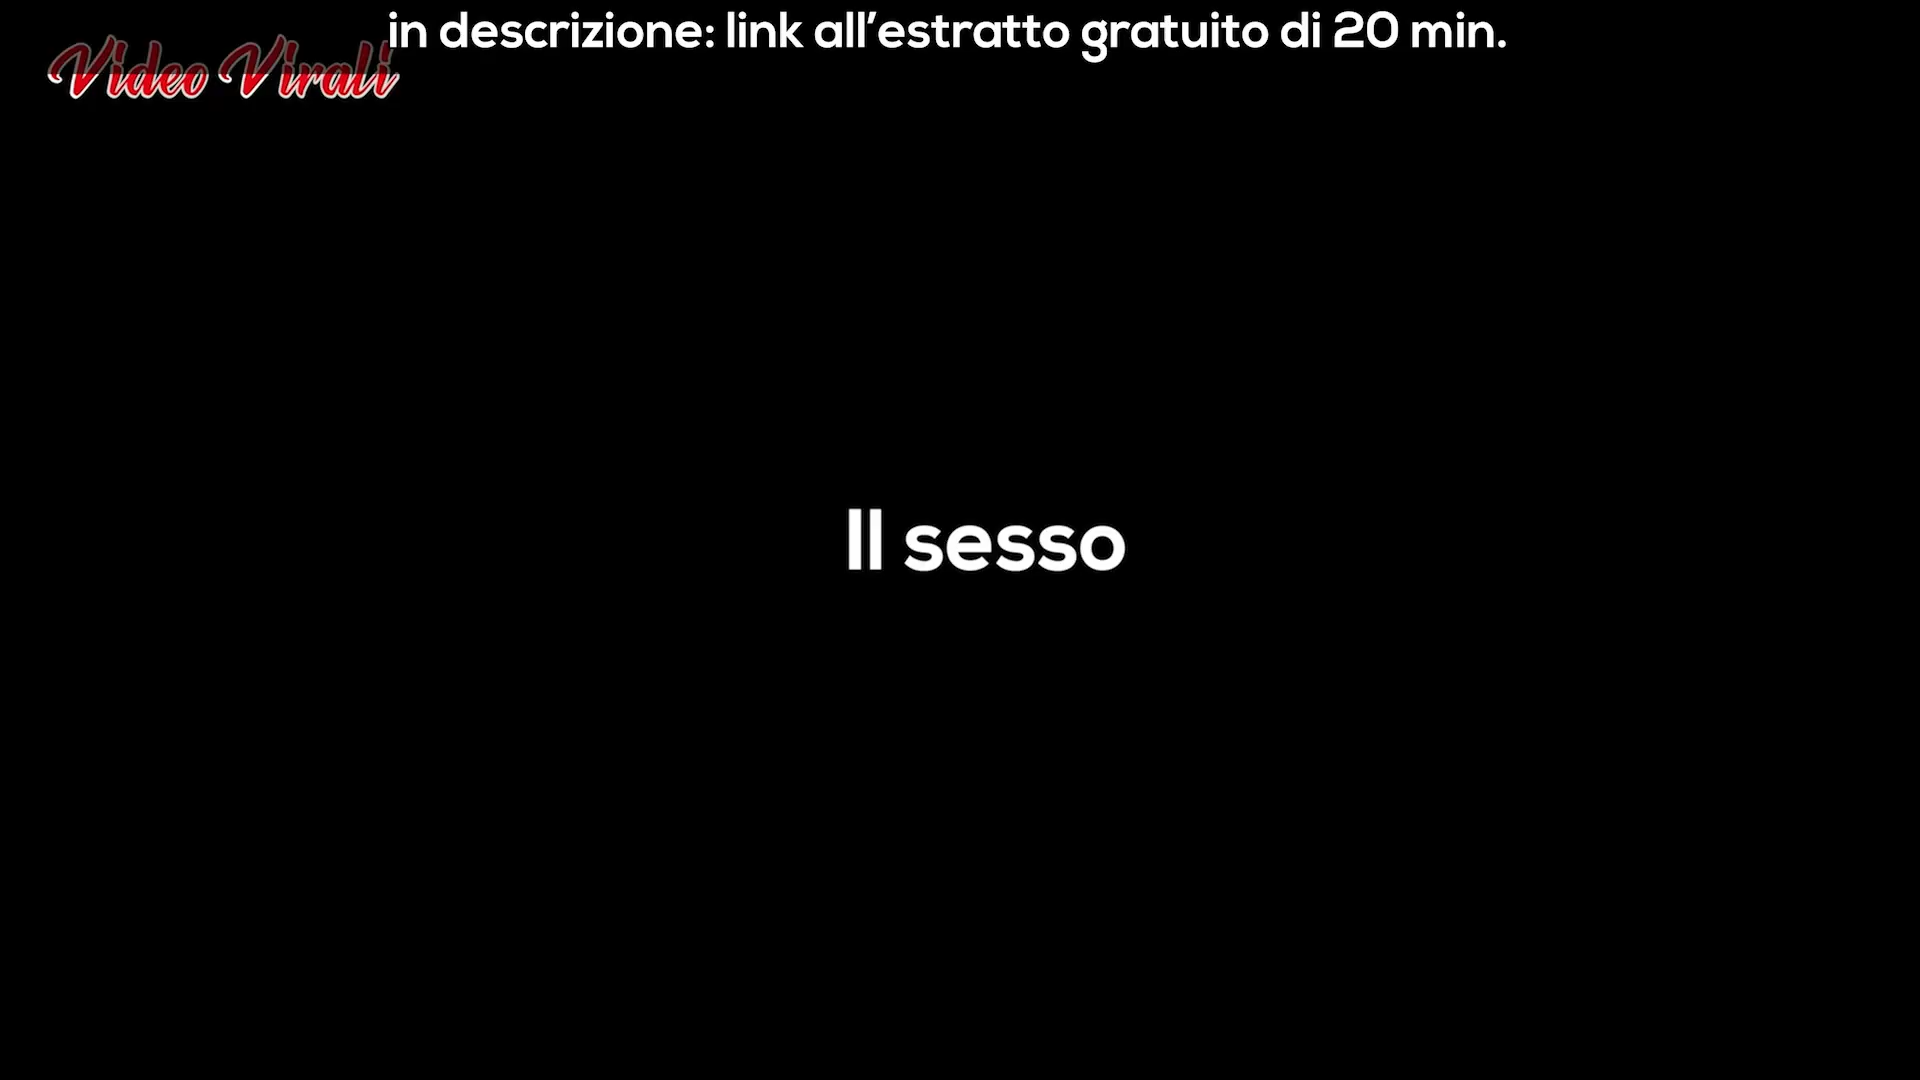 in descrizione: link all’estratto gratuito di 20 min.
Video Virali
Il sesso